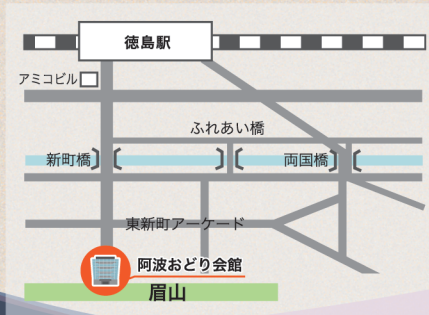 徳島駅
アミコビル
ふれあい橋
新町橋
両国橋
東新町アーケード
阿波おどり会館
眉山